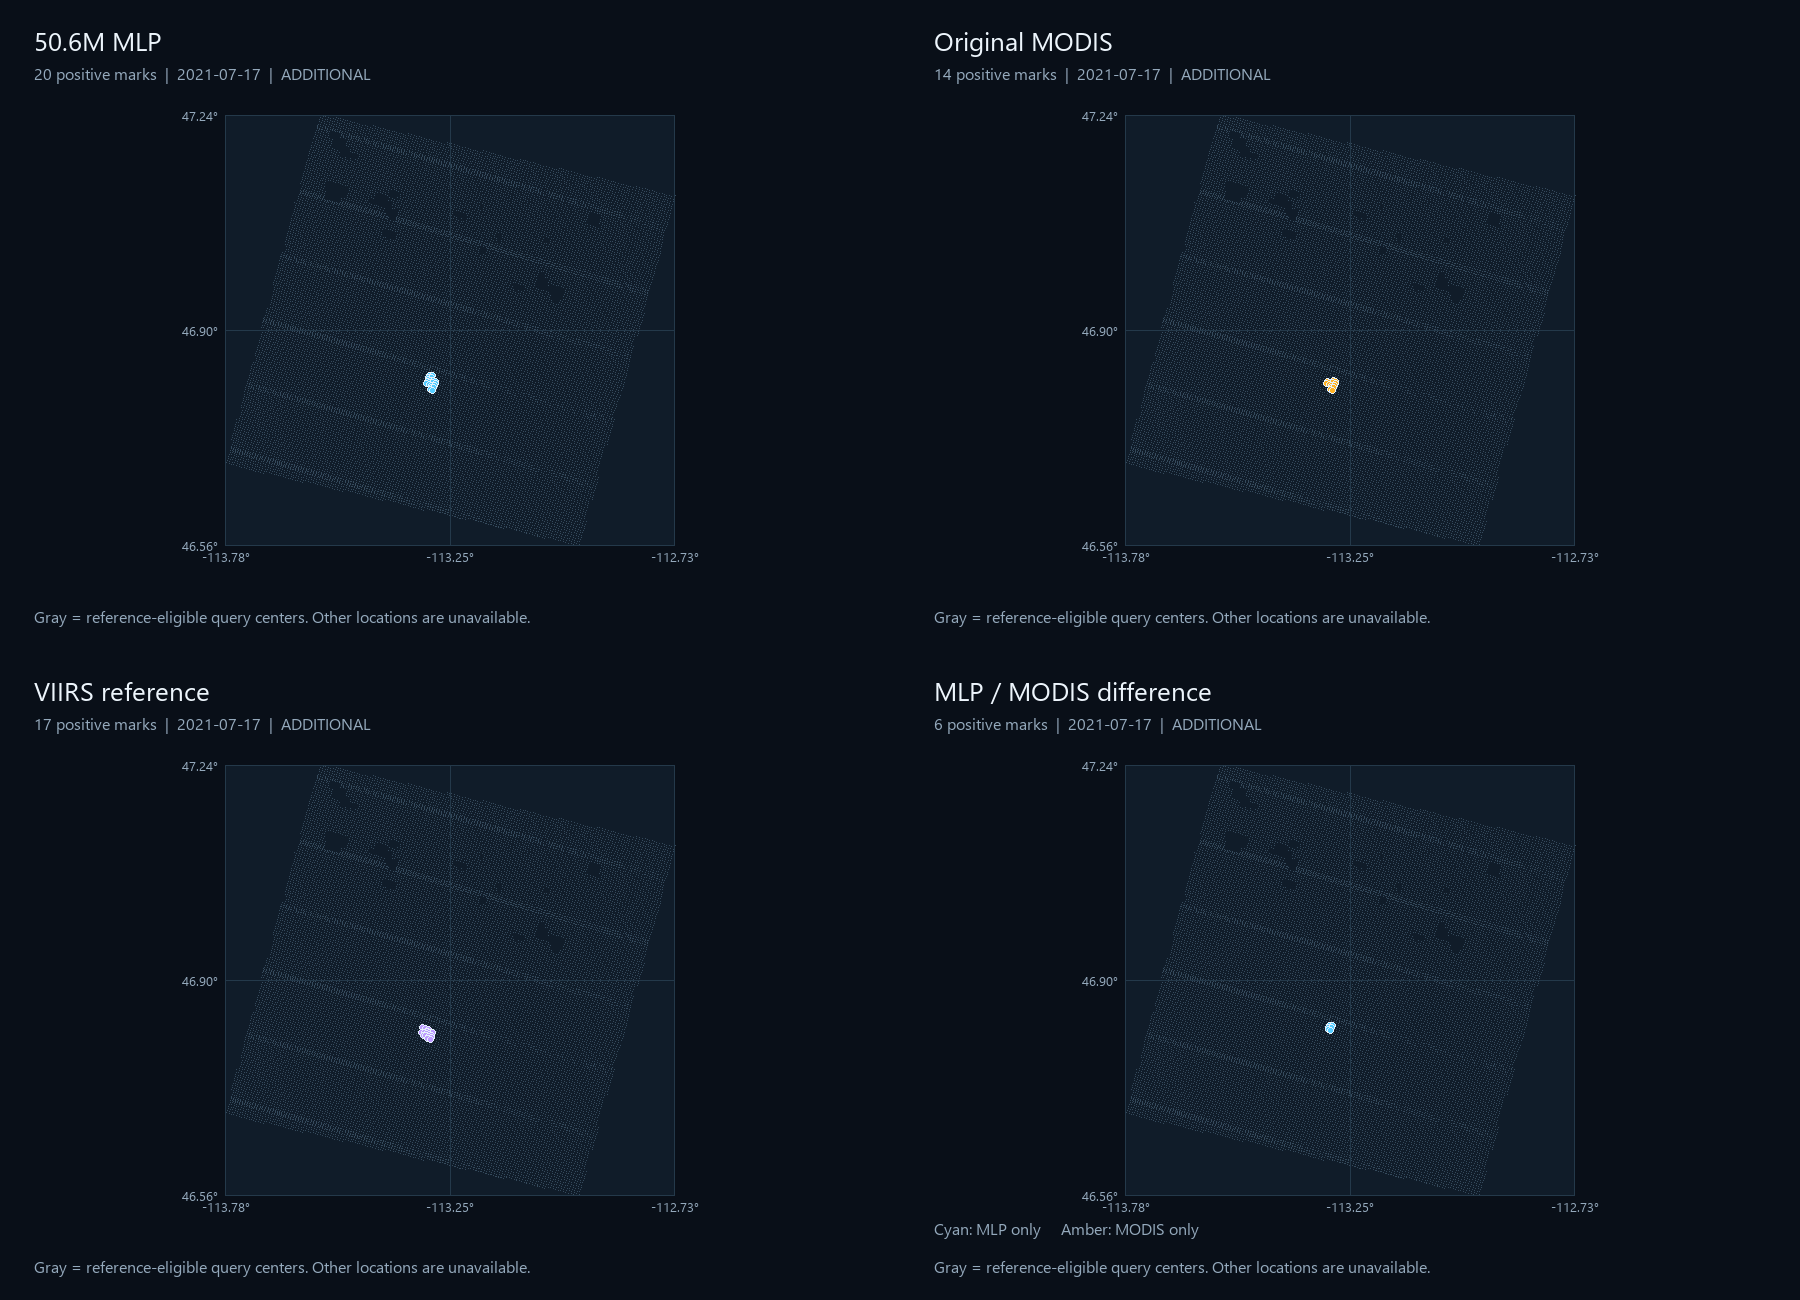 50.6M MLP
20 positive marks | 2021-07-17 | ADDITIONAL
47.24°
46.90°
46.56°
-113.78°
-113.25°
-112.73°
Gray = reference-eligible query centers. Other locations are unavailable.
Original MODIS
14 positive marks | 2021-07-17 | ADDITIONAL
47.24°
46.90°
46.56°
-113.78°
-113.25°
-112.73°
Gray = reference-eligible query centers. Other locations are unavailable.
VIIRS reference
17 positive marks | 2021-07-17 | ADDITIONAL
47.24°
46.90°
46.56°
-113.78°
-113.25°
-112.73°
Gray = reference-eligible query centers. Other locations are unavailable.
MLP / MODIS difference
6 positive marks | 2021-07-17 | ADDITIONAL
47.24°
46.90°
46.56°
-113.78°
-113.25°
-112.73°
Cyan: MLP only Amber: MODIS only
Gray = reference-eligible query centers. Other locations are unavailable.